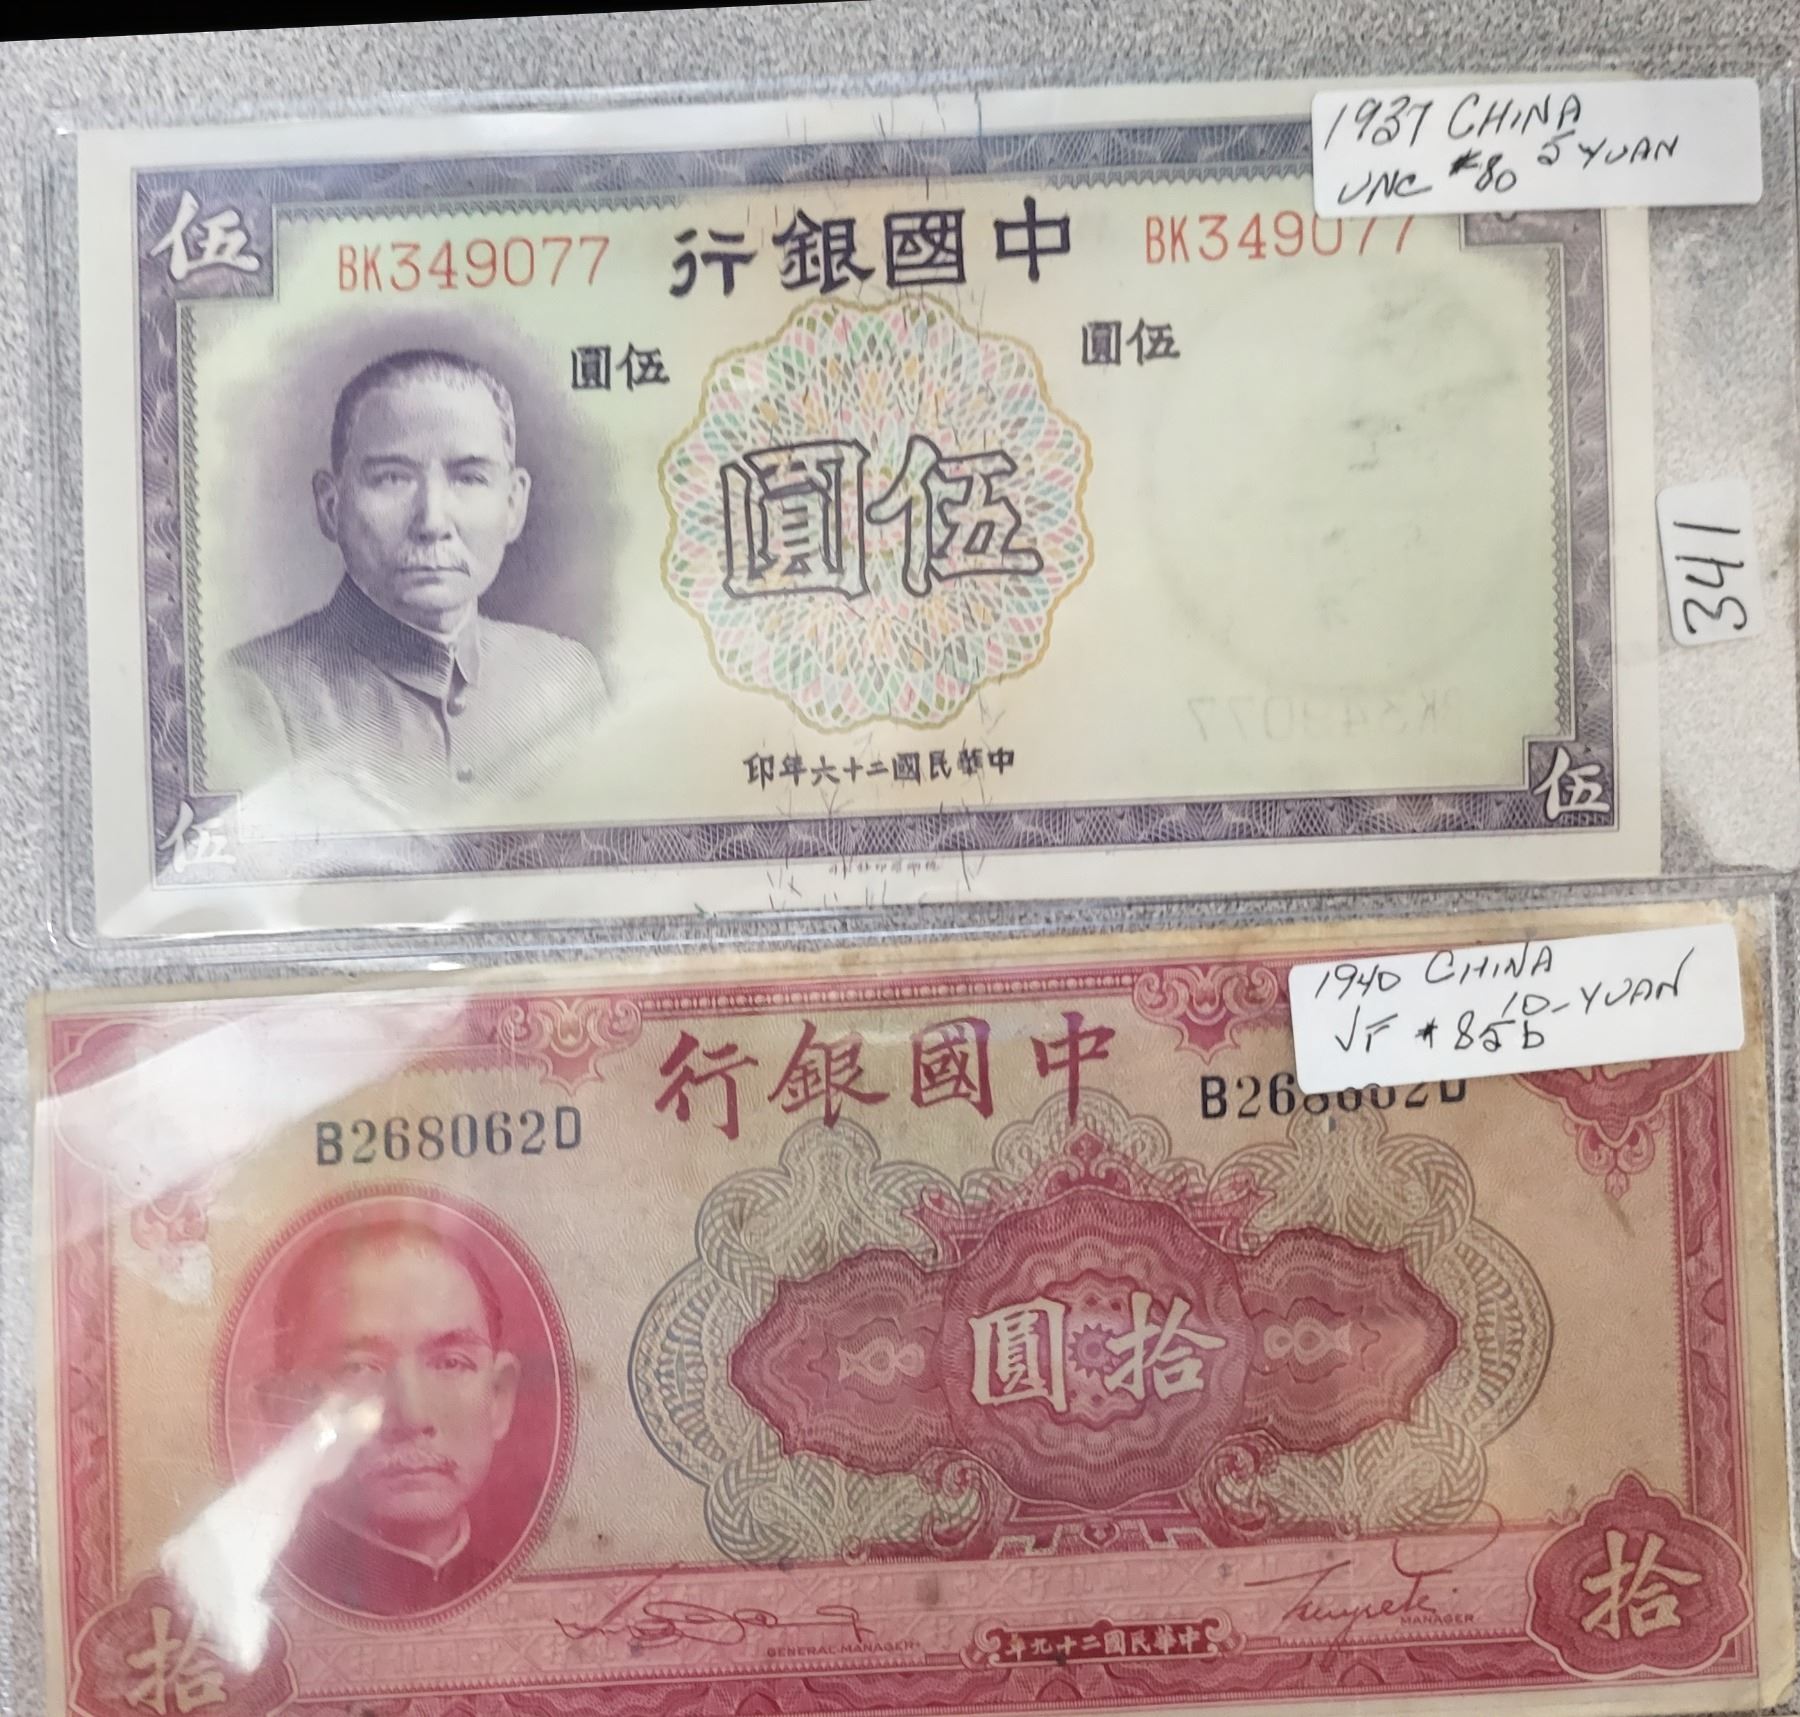 1937 CHINA
UNC #80 5 YUAN
伍
BK349077
行銀國中
BK349077
圓伍
圓伍
圓伍
341
印年六十二國民華中
伍
伍
1940 CHINA
VF #85b 10-YUAN
行銀國中
B268062D
B268062D
圓拾
GENERAL MANAGER
年九十二國民華中
MANAGER
拾
拾